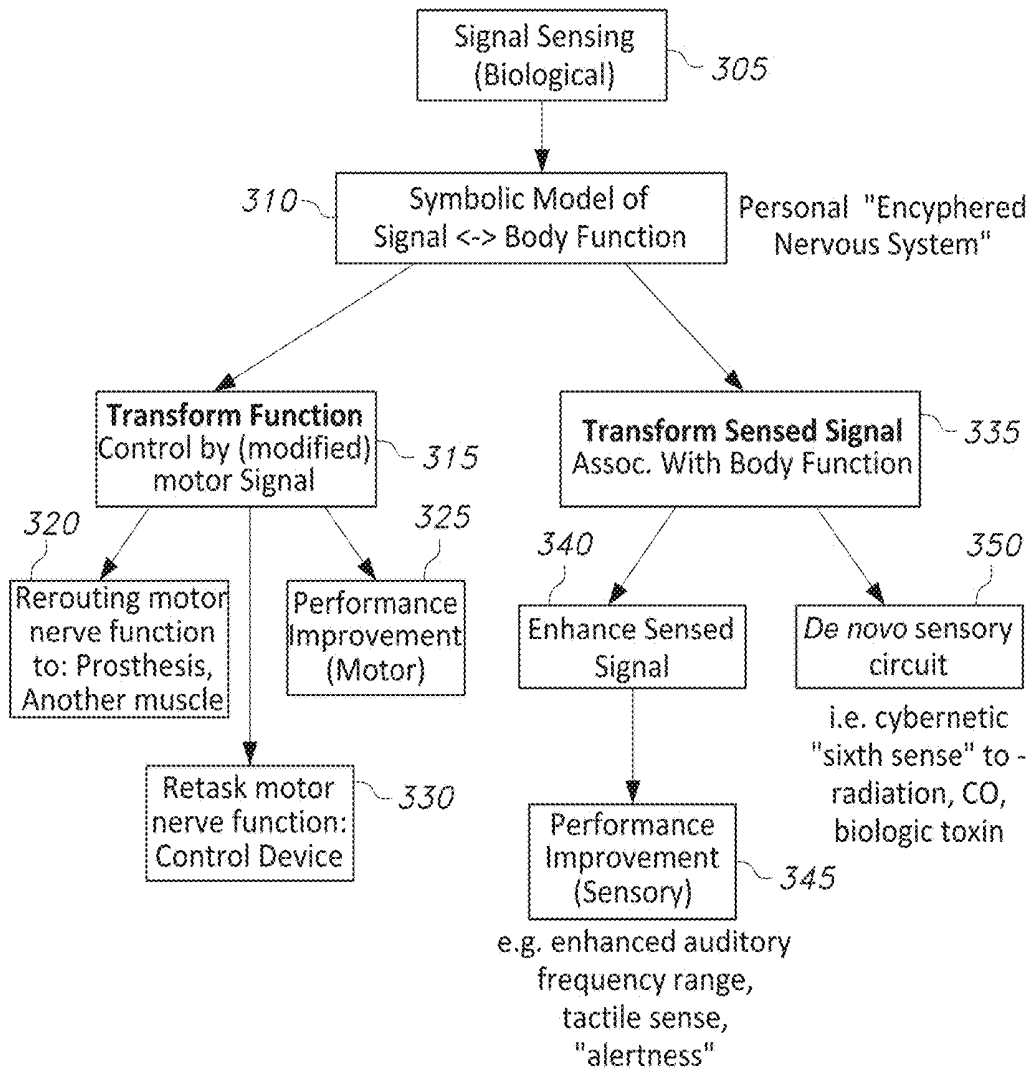 Signal Sensing
(Biological)
305
310
Symbolic Model of
Signal <-> Body Function
Personal "Encyphered
Nervous System"
Transform Function
Control by (modified)
motor Signal
315
Transform Sensed Signal
Assoc. With Body Function
335
320
Rerouting motor
nerve function
to: Prosthesis,
Another muscle
325
Performance
Improvement
(Motor)
340
Enhance Sensed
Signal
350
De novo sensory
circuit
i.e. cybernetic
"sixth sense" to -
radiation, CO,
biologic toxin
Retask motor
nerve function:
Control Device
330
Performance
Improvement
(Sensory)
345
e.g. enhanced auditory
frequency range,
tactile sense,
"alertness"